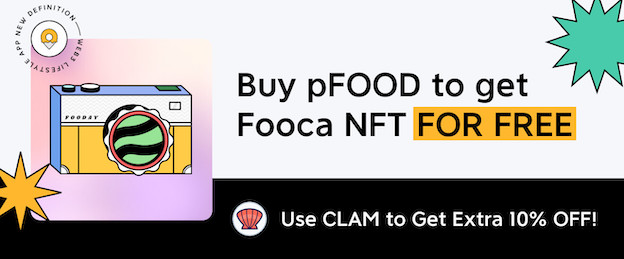 WEB3 LIFESTYLE APP NEW DEFINITION
Buy pFOOD to get
Fooca NFT FOR FREE
FOODAY
Use CLAM to Get Extra 10% OFF!